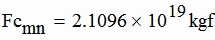 Fc_mn = 2.1096 × 10^19 kgf